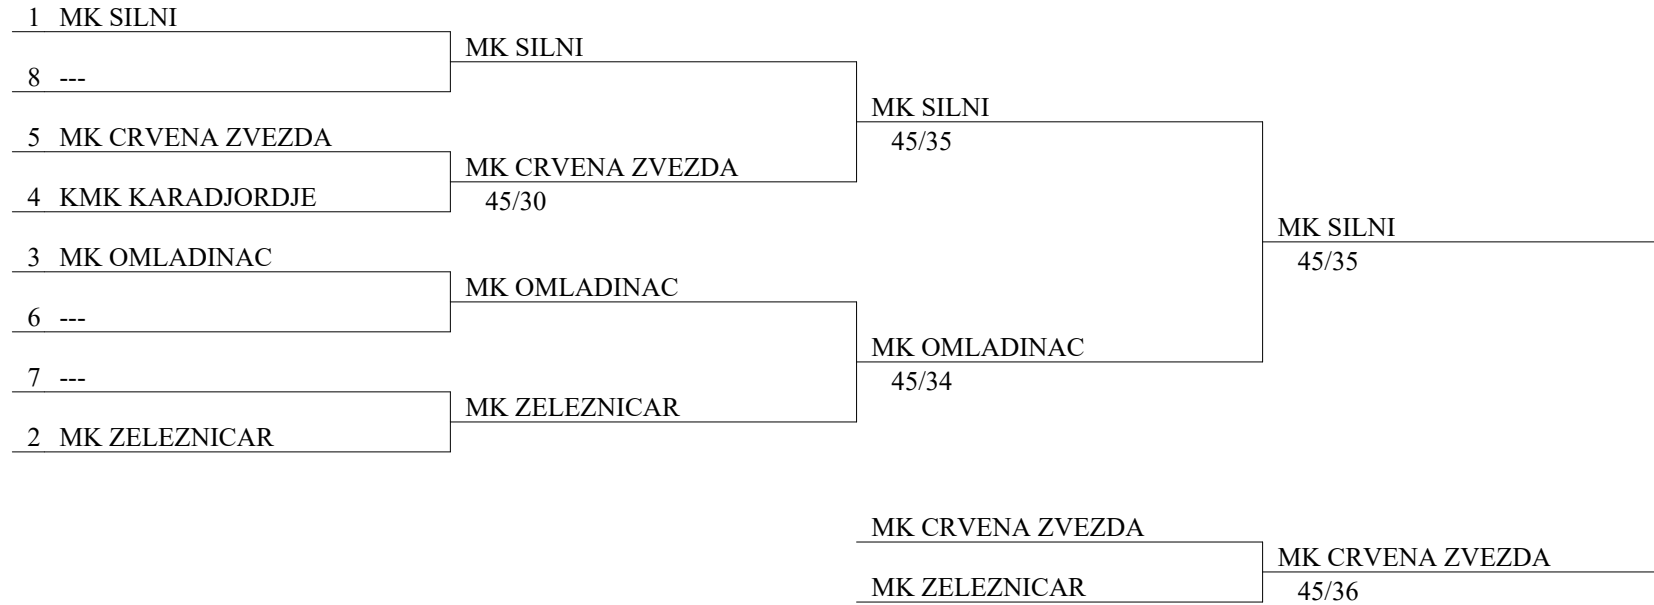 1 MK SILNI
8 ---
5 MK CRVENA ZVEZDA
4 KMK KARADJORDJE
3 MK OMLADINAC
6 ---
7 ---
2 MK ZELEZNICAR
MK SILNI
MK CRVENA ZVEZDA
45/30
MK OMLADINAC
MK ZELEZNICAR
MK SILNI
45/35
MK OMLADINAC
45/34
MK SILNI
45/35
MK CRVENA ZVEZDA
MK ZELEZNICAR
MK CRVENA ZVEZDA
45/36